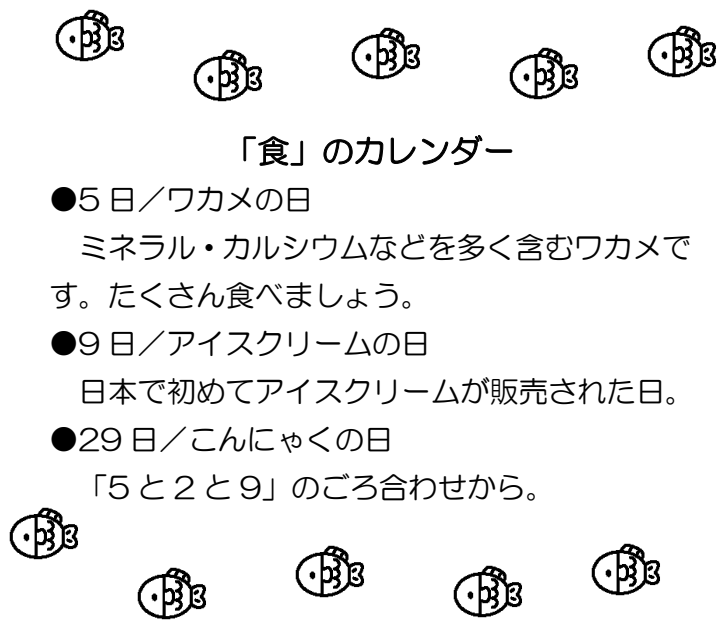 「食」のカレンダー
●5日／ワカメの日
　ミネラル・カルシウムなどを多く含むワカメで
す。たくさん食べましょう。
●9日／アイスクリームの日
　日本で初めてアイスクリームが販売された日。
●29日／こんにゃくの日
　「5と2と9」のごろ合わせから。